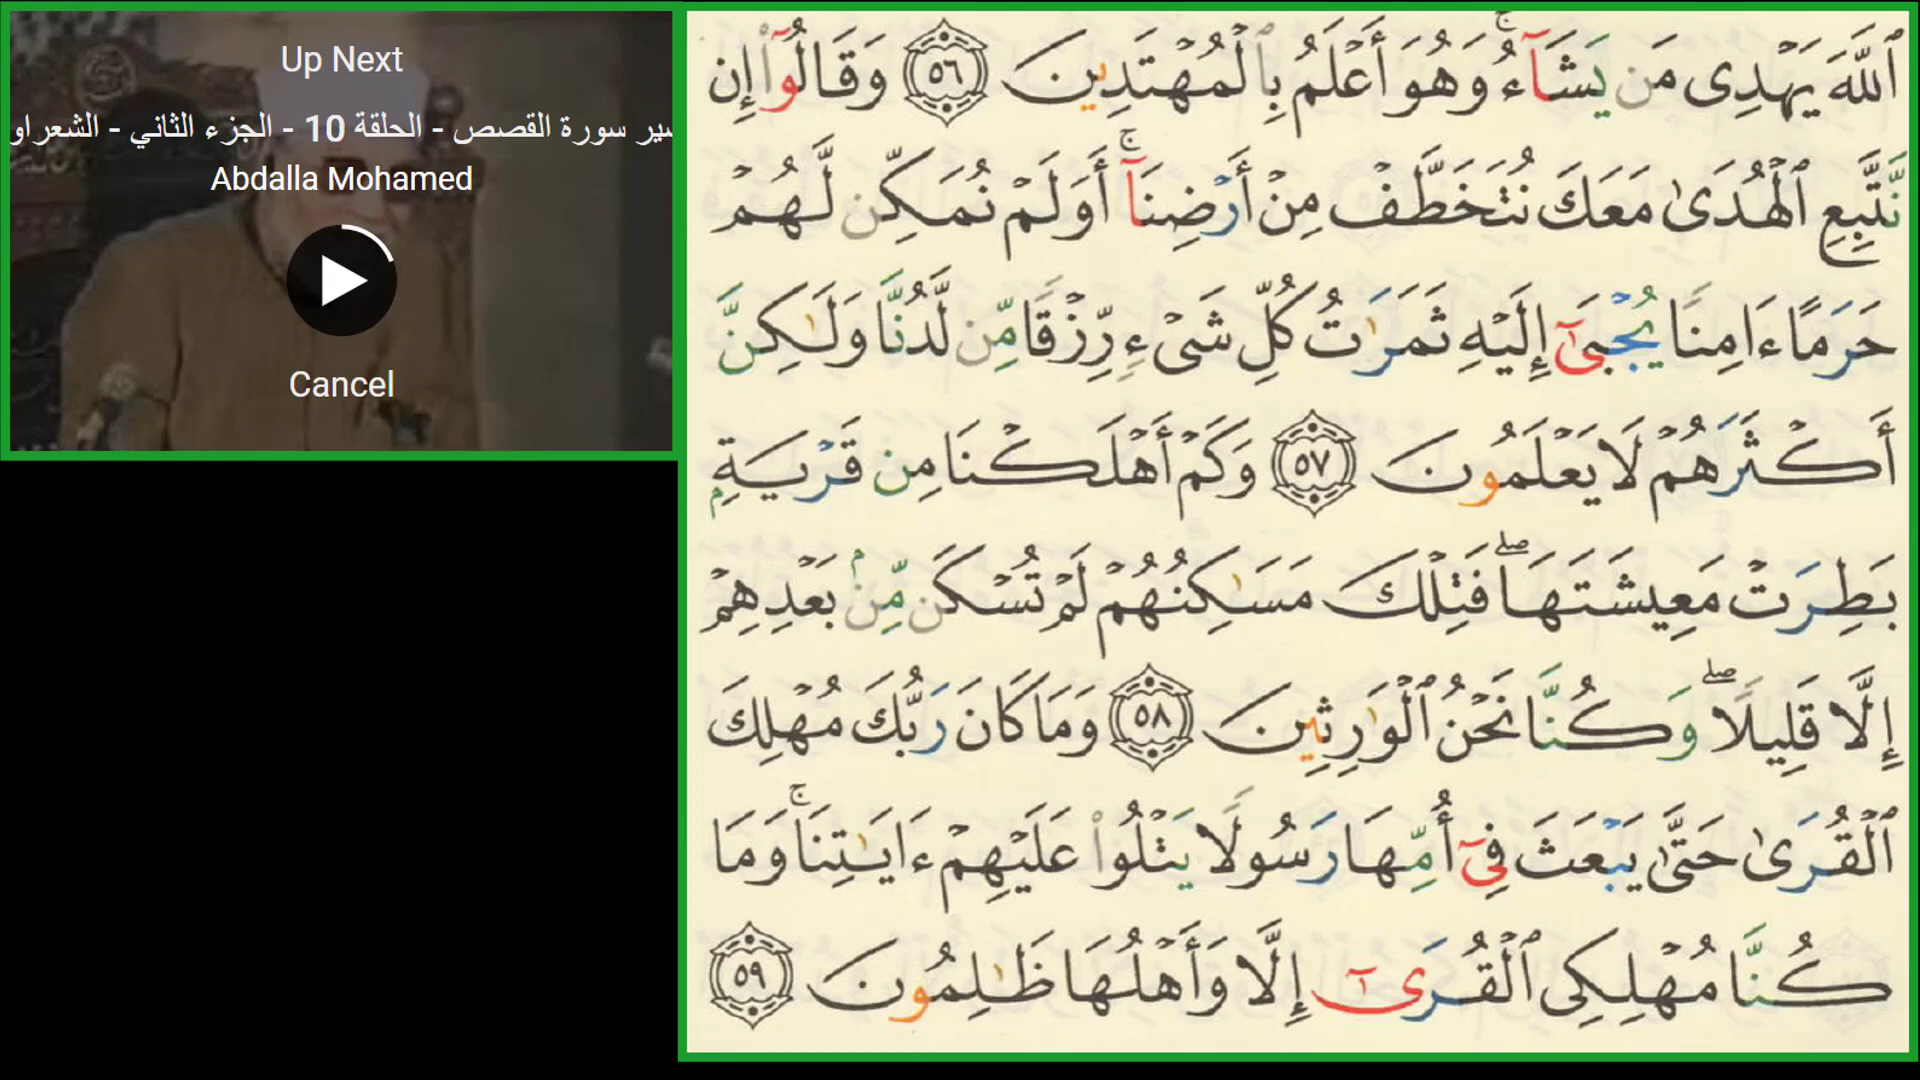 Up Next
سير سورة القصص - الحلقة 10 - الجزء الثاني - الشعراو
Abdalla Mohamed
Cancel
ٱللَّهَ يَهْدِى مَن يَشَآءُ ۚ وَهُوَ أَعْلَمُ بِٱلْمُهْتَدِينَ ٥٦ وَقَالُوٓا۟ إِن
نَّتَّبِعِ ٱلْهُدَىٰ مَعَكَ نُتَخَطَّفْ مِنْ أَرْضِنَآ ۚ أَوَلَمْ نُمَكِّن لَّهُمْ
حَرَمًا ءَامِنًا يُجْبَىٰٓ إِلَيْهِ ثَمَرَٰتُ كُلِّ شَىْءٍ رِّزْقًا مِّن لَّدُنَّا وَلَـٰكِنَّ
أَكْثَرَهُمْ لَا يَعْلَمُونَ ٥٧ وَكَمْ أَهْلَكْنَا مِن قَرْيَةٍۭ
بَطِرَتْ مَعِيشَتَهَا ۖ فَتِلْكَ مَسَـٰكِنُهُمْ لَمْ تُسْكَن مِّنۢ بَعْدِهِمْ
إِلَّا قَلِيلًا ۖ وَكُنَّا نَحْنُ ٱلْوَٰرِثِينَ ٥٨ وَمَا كَانَ رَبُّكَ مُهْلِكَ
ٱلْقُرَىٰ حَتَّىٰ يَبْعَثَ فِىٓ أُمِّهَا رَسُولًا يَتْلُوا۟ عَلَيْهِمْ ءَايَـٰتِنَا ۚ وَمَا
كُنَّا مُهْلِكِى ٱلْقُرَىٰٓ إِلَّا وَأَهْلُهَا ظَـٰلِمُونَ ٥٩